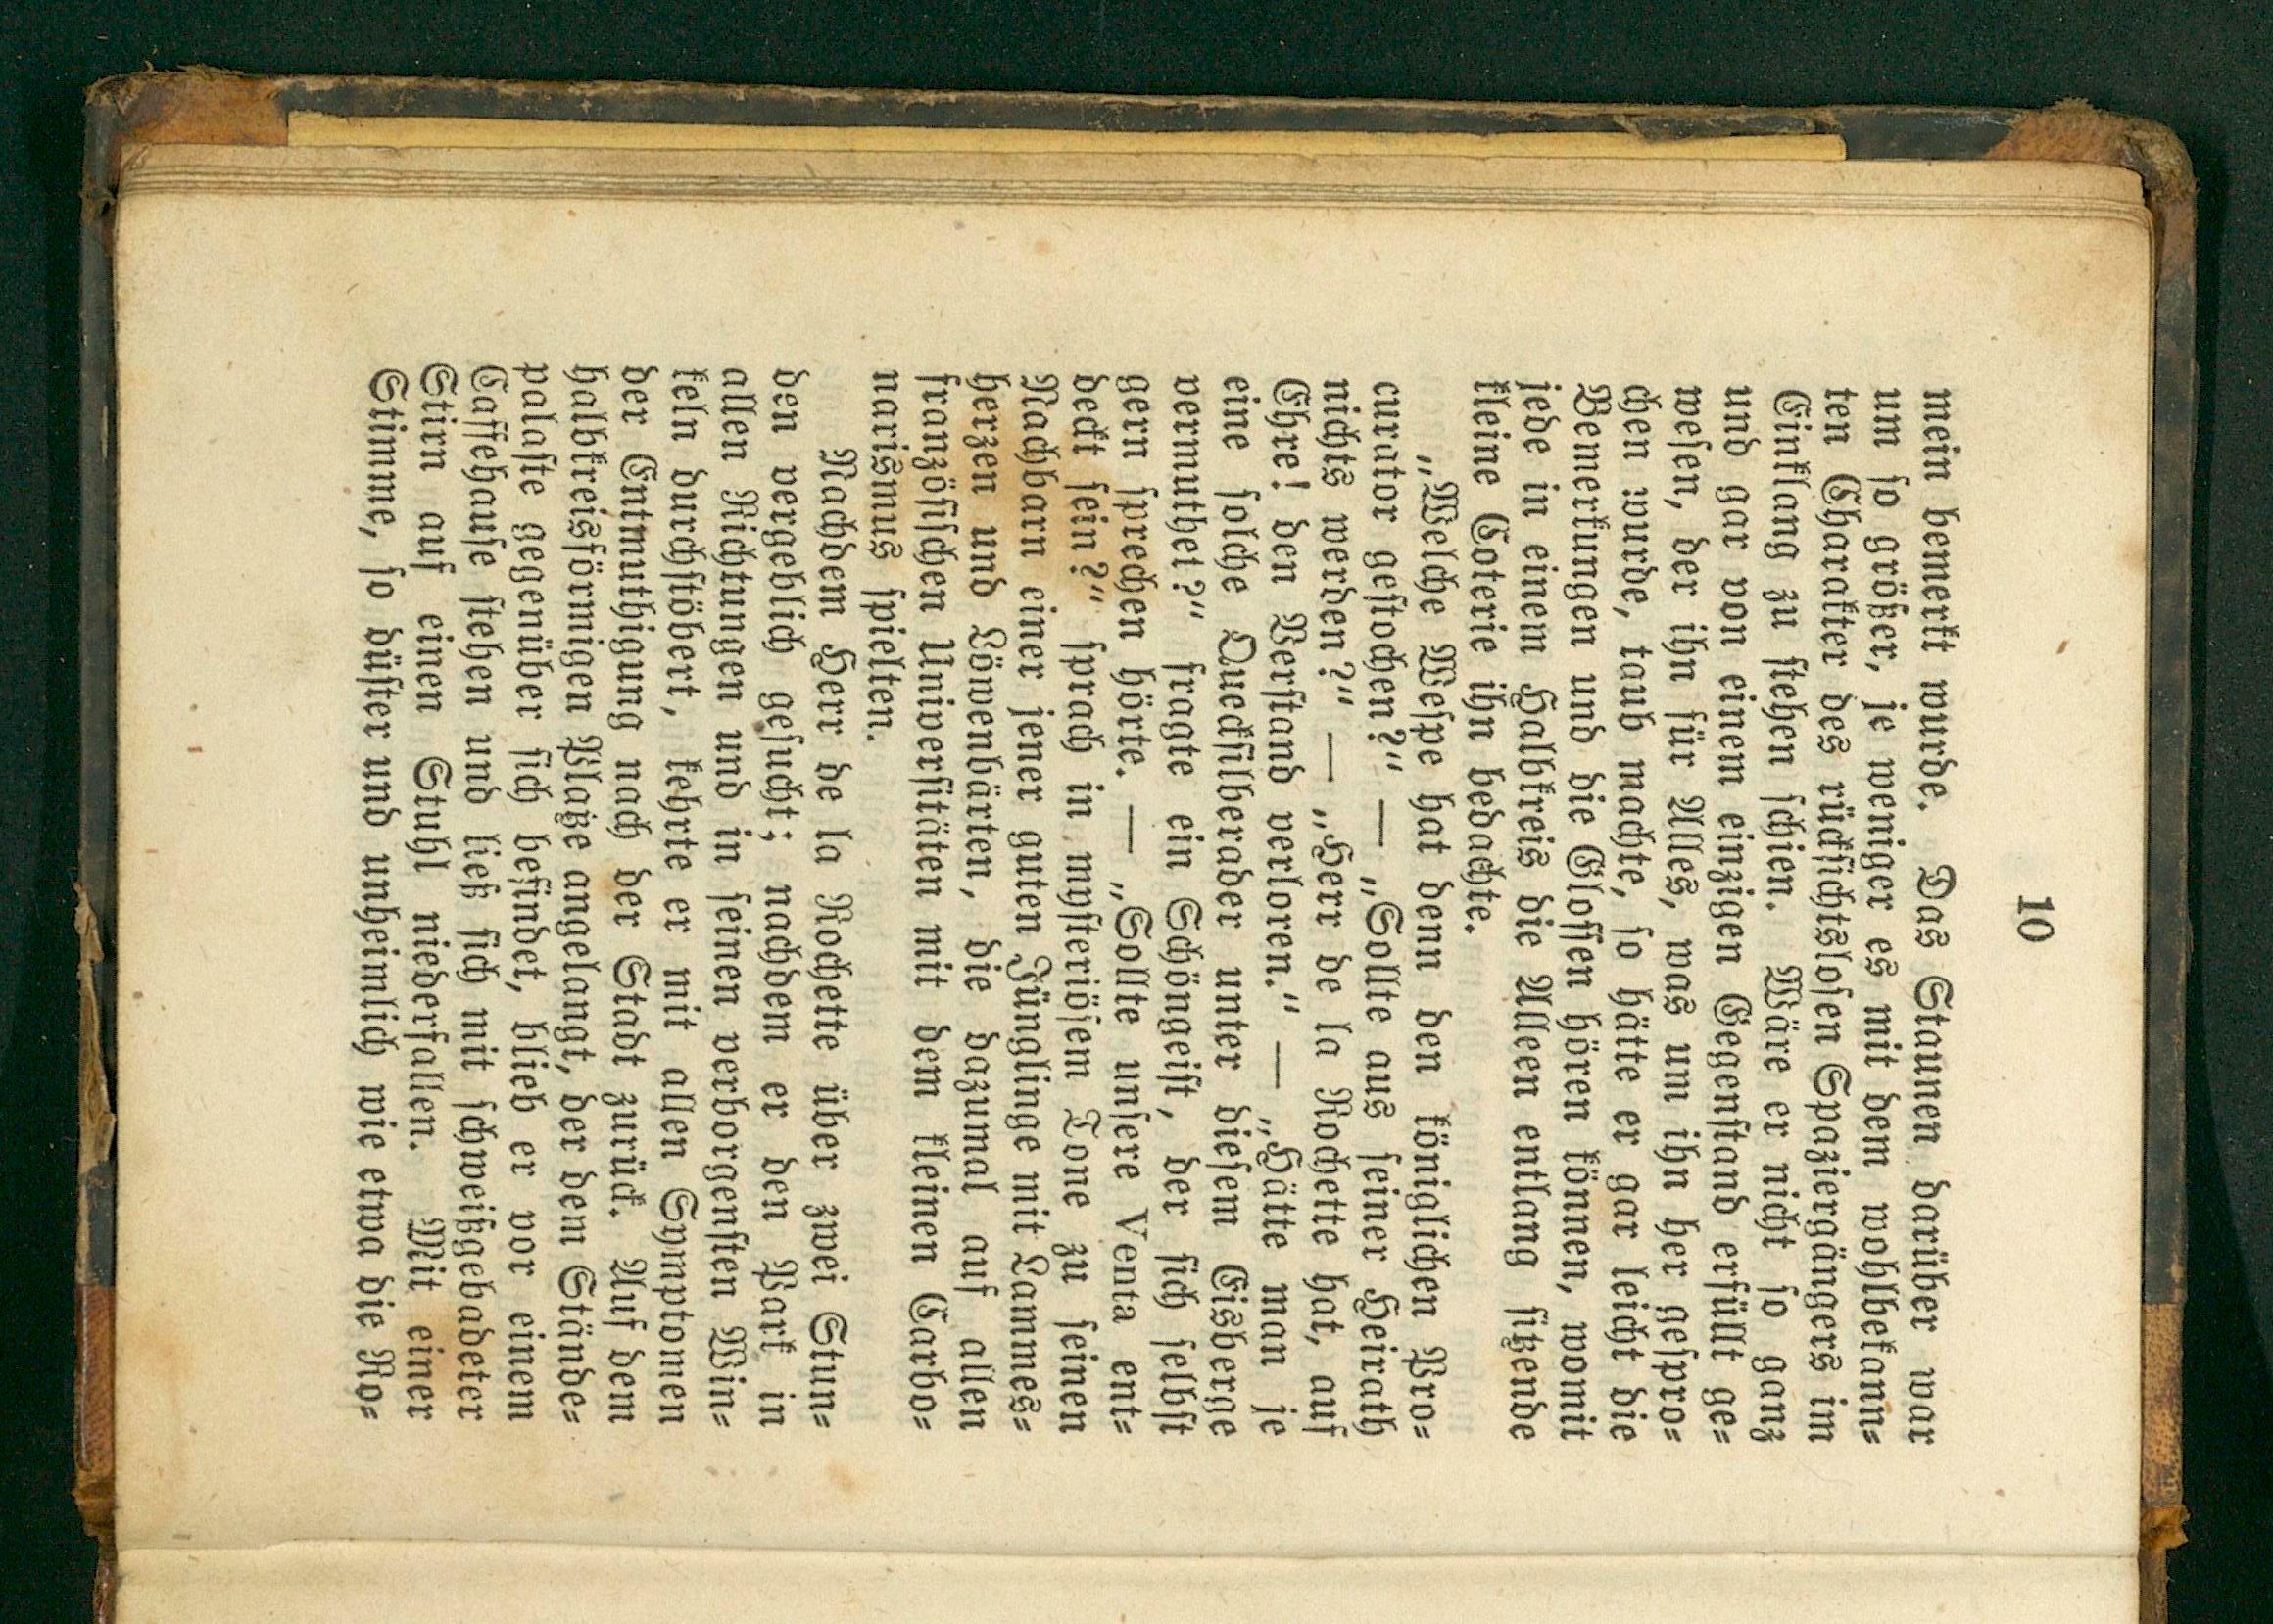 10
mein bemerkt wurde. Das Staunen darüber war
um ſo größer, je weniger es mit dem wohlbekann⸗
ten Charakter des rückſichtsloſen Spaziergängers im
Einklang zu ſtehen ſchien. Wäre er nicht ſo ganz
und gar von einem einzigen Gegenſtand erfüllt ge⸗
weſen, der ihn für Alles, was um ihn her geſpro⸗
chen wurde, taub machte, ſo hätte er gar leicht die
Bemerkungen und die Gloſſen hören können, womit
jede in einem Halbkreis die Alleen entlang ſitzende
kleine Coterie ihn bedachte.
„Welche Weſpe hat denn den königlichen Pro⸗
curator geſtochen?“ — „Sollte aus ſeiner Heirath
nichts werden?“ — „Herr de la Rochette hat, auf
Ehre! den Verſtand verloren.“ — „Hätte man je
eine ſolche Queckſilberader unter dieſem Eisberge
vermuthet?“ fragte ein Schöngeiſt, der ſich ſelbſt
gern ſprechen hörte. — „Sollte unſere Venta ent⸗
deckt ſein?“ ſprach in myſteriöſem Tone zu ſeinen
Nachbarn einer jener guten Jünglinge mit Lammes⸗
herzen und Löwenbärten, die dazumal auf allen
franzöſiſchen Univerſitäten mit dem kleinen Carbo⸗
narismus ſpielten.
Nachdem Herr de la Rochette über zwei Stun⸗
den vergeblich geſucht; nachdem er den Park in
allen Richtungen und in ſeinen verborgenſten Win⸗
keln durchſtöbert, kehrte er mit allen Symptomen
der Entmuthigung nach der Stadt zurück. Auf dem
halbkreisförmigen Platze angelangt, der dem Stände⸗
palaſte gegenüber ſich befindet, blieb er vor einem
Caffehauſe ſtehen und ließ ſich mit ſchweißgebadeter
Stirn auf einen Stuhl niederfallen. Mit einer
Stimme, ſo düſter und unheimlich wie etwa die Ro⸗